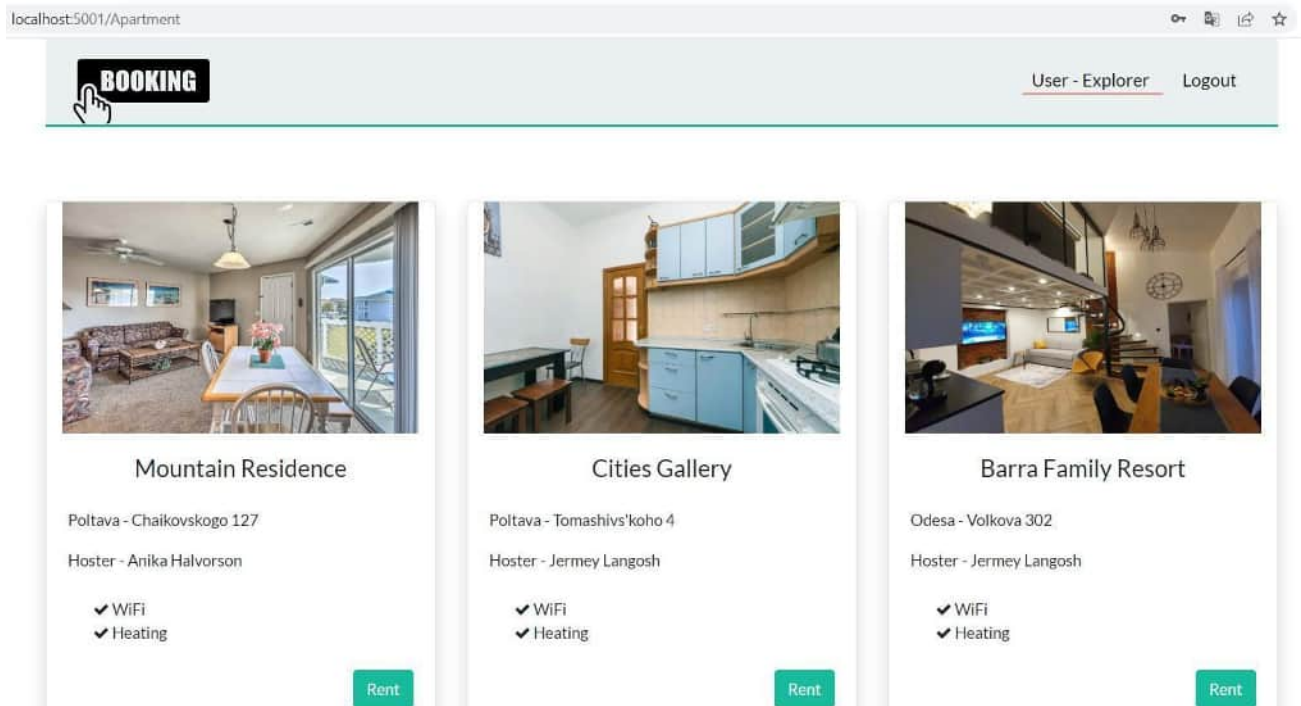 localhost:5001/Apartment
BOOKING
User - Explorer
Logout
Mountain Residence
Poltava - Chaikovskogo 127
Hoster - Anika Halvorson
WiFi
Heating
Rent
Cities Gallery
Poltava - Tomashivs'koho 4
Hoster - Jermey Langosh
WiFi
Heating
Rent
Barra Family Resort
Odesa - Volkova 302
Hoster - Jermey Langosh
WiFi
Heating
Rent